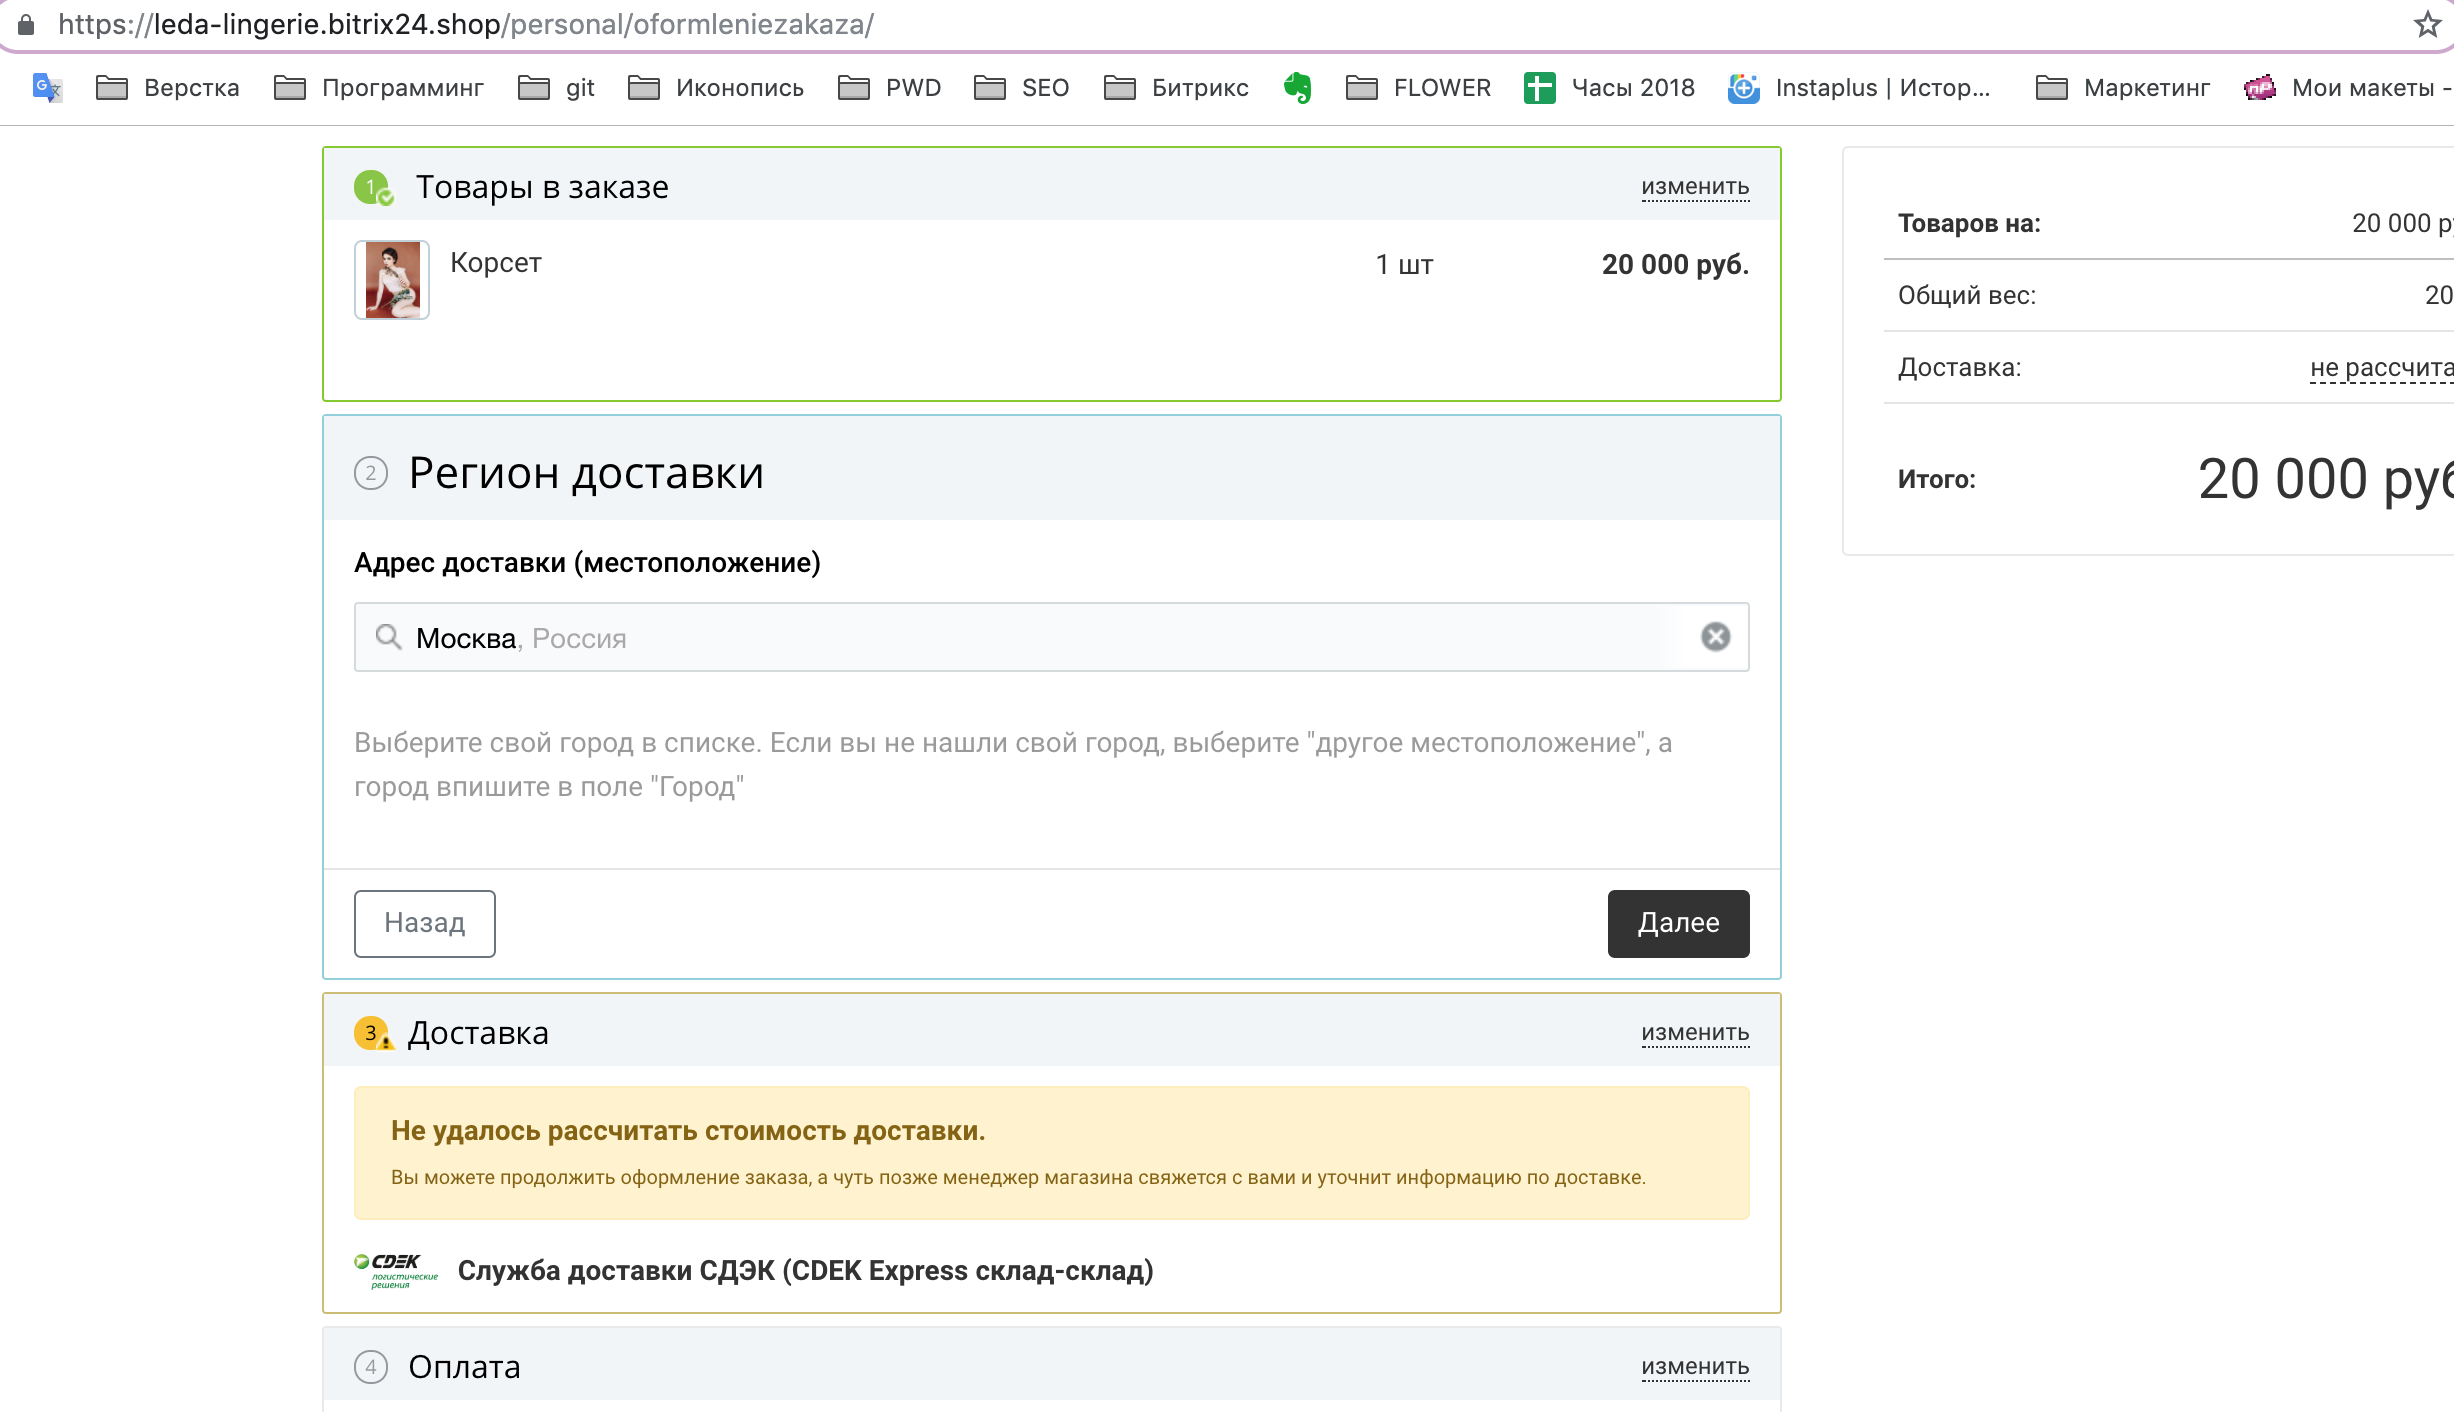 https://leda-lingerie.bitrix24.shop/personal/oformleniezakaza/
Верстка Программинг git Иконопись PWD SEO Битрикс FLOWER Часы 2018 Instaplus | Истор... Маркетинг Мои макеты -
1 Товары в заказе изменить
Корсет 1 шт 20 000 руб.
Товаров на: 20 000 р
Общий вес: 20
Доставка: не рассчита
Итого: 20 000 руб
2 Регион доставки
Адрес доставки (местоположение)
Москва, Россия
Выберите свой город в списке. Если вы не нашли свой город, выберите "другое местоположение", а
город впишите в поле "Город"
Назад Далее
3 Доставка изменить
Не удалось рассчитать стоимость доставки.
Вы можете продолжить оформление заказа, а чуть позже менеджер магазина свяжется с вами и уточнит информацию по доставке.
CDEK
логистические
решения
Служба доставки СДЭК (CDEK Express склад-склад)
4 Оплата изменить